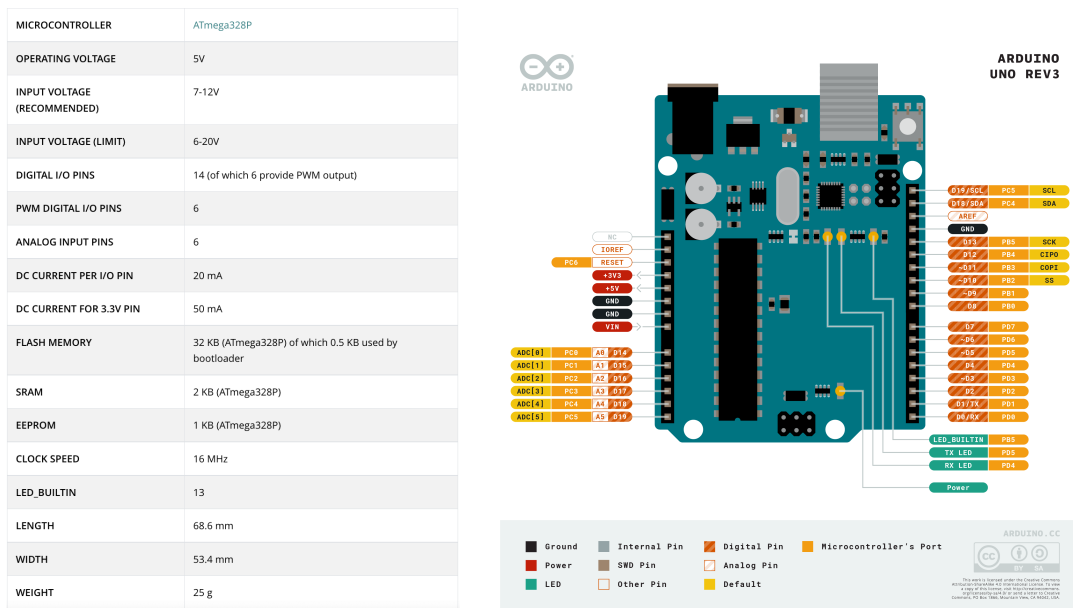 MICROCONTROLLER
ATmega328P
OPERATING VOLTAGE
5V
INPUT VOLTAGE
(RECOMMENDED)
7-12V
INPUT VOLTAGE (LIMIT)
6-20V
DIGITAL I/O PINS
14 (of which 6 provide PWM output)
PWM DIGITAL I/O PINS
6
ANALOG INPUT PINS
6
DC CURRENT PER I/O PIN
20 mA
DC CURRENT FOR 3.3V PIN
50 mA
FLASH MEMORY
32 KB (ATmega328P) of which 0.5 KB used by
bootloader
SRAM
2 KB (ATmega328P)
EEPROM
1 KB (ATmega328P)
CLOCK SPEED
16 MHz
LED_BUILTIN
13
LENGTH
68.6 mm
WIDTH
53.4 mm
WEIGHT
25 g
ARDUINO
ARDUINO
UNO REV3
NC
IOREF
PC6 RESET
+3V3
+5V
GND
GND
VIN
ADC[0] PC0 A0 D14
ADC[1] PC1 A1 D15
ADC[2] PC2 A2 D16
ADC[3] PC3 A3 D17
ADC[4] PC4 A4 D18
ADC[5] PC5 A5 D19
D19/SCL PC5 SCL
D18/SDA PC4 SDA
AREF
GND
D13 PB5 SCK
D12 PB4 CIPO
~D11 PB3 COPI
~D10 PB2 SS
~D9 PB1
D8 PB0
D7 PD7
~D6 PD6
~D5 PD5
D4 PD4
~D3 PD3
D2 PD2
D1/TX PD1
D0/RX PD0
LED_BUILTIN PB5
TX LED PD5
RX LED PD4
Power
Ground
Power
LED
Internal Pin
SWD Pin
Other Pin
Digital Pin
Analog Pin
Default
Microcontroller's Port
ARDUINO.CC
CC
BY SA